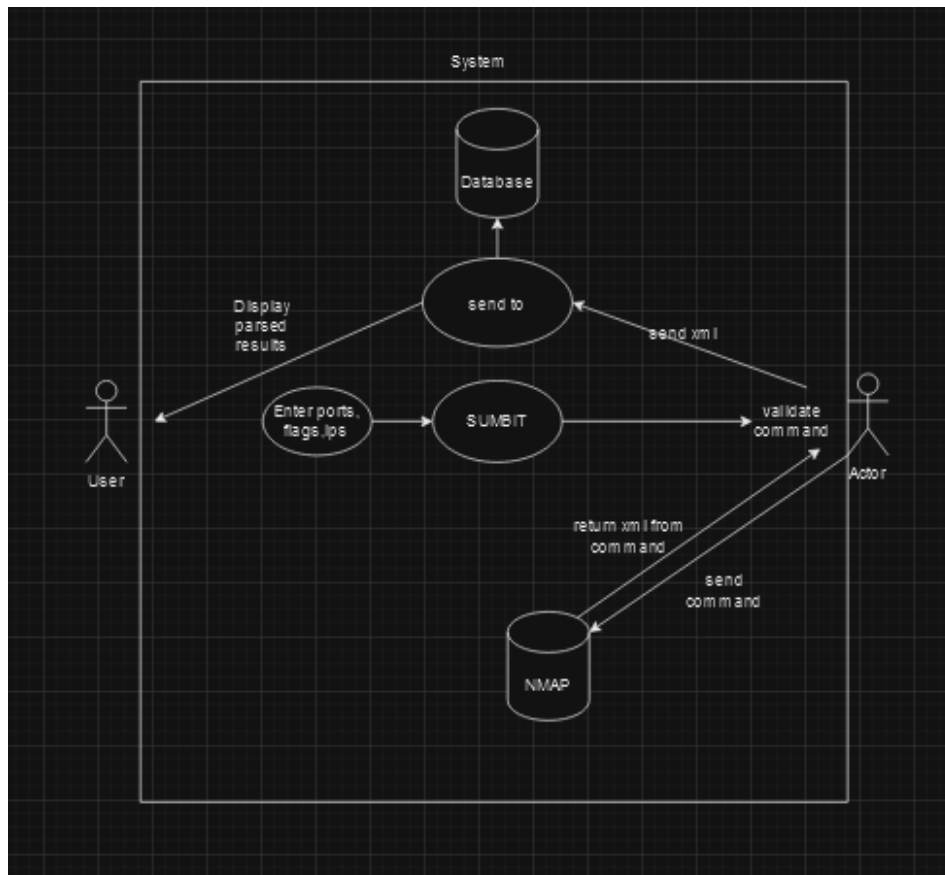 System
Database
send to
Display
parsed
results
send xml
Enter ports,
flags,Ips
SUMBIT
validate
command
User
Actor
return xml from
command
send
command
NMAP